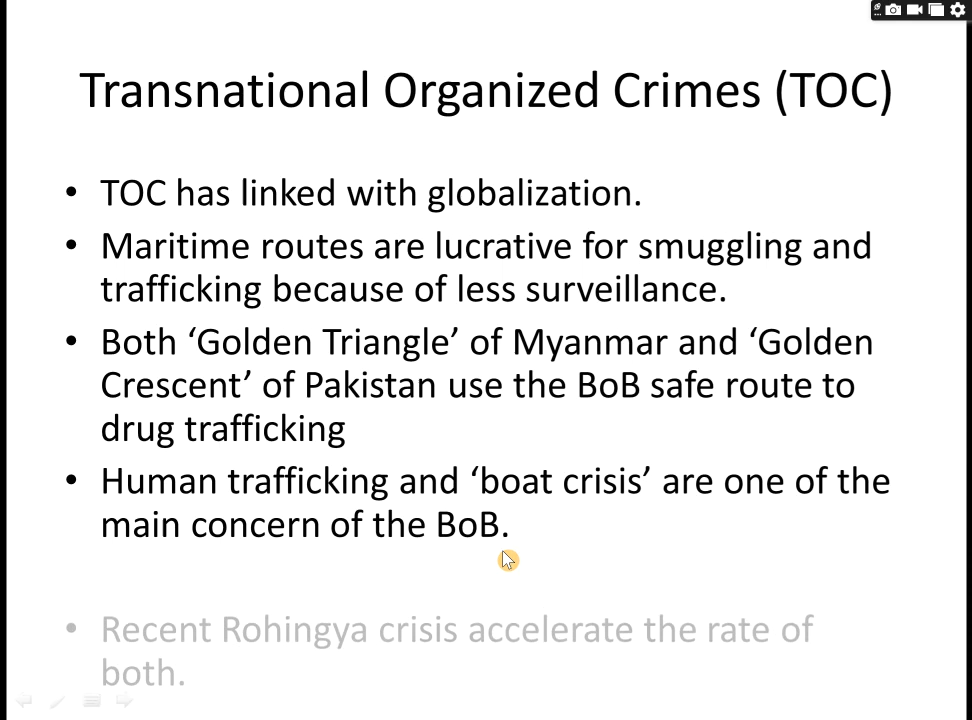 Transnational Organized Crimes (TOC)
• TOC has linked with globalization.
• Maritime routes are lucrative for smuggling and
trafficking because of less surveillance.
• Both ‘Golden Triangle’ of Myanmar and ‘Golden
Crescent’ of Pakistan use the BoB safe route to
drug trafficking
• Human trafficking and ‘boat crisis’ are one of the
main concern of the BoB.
• Recent Rohingya crisis accelerate the rate of
both.